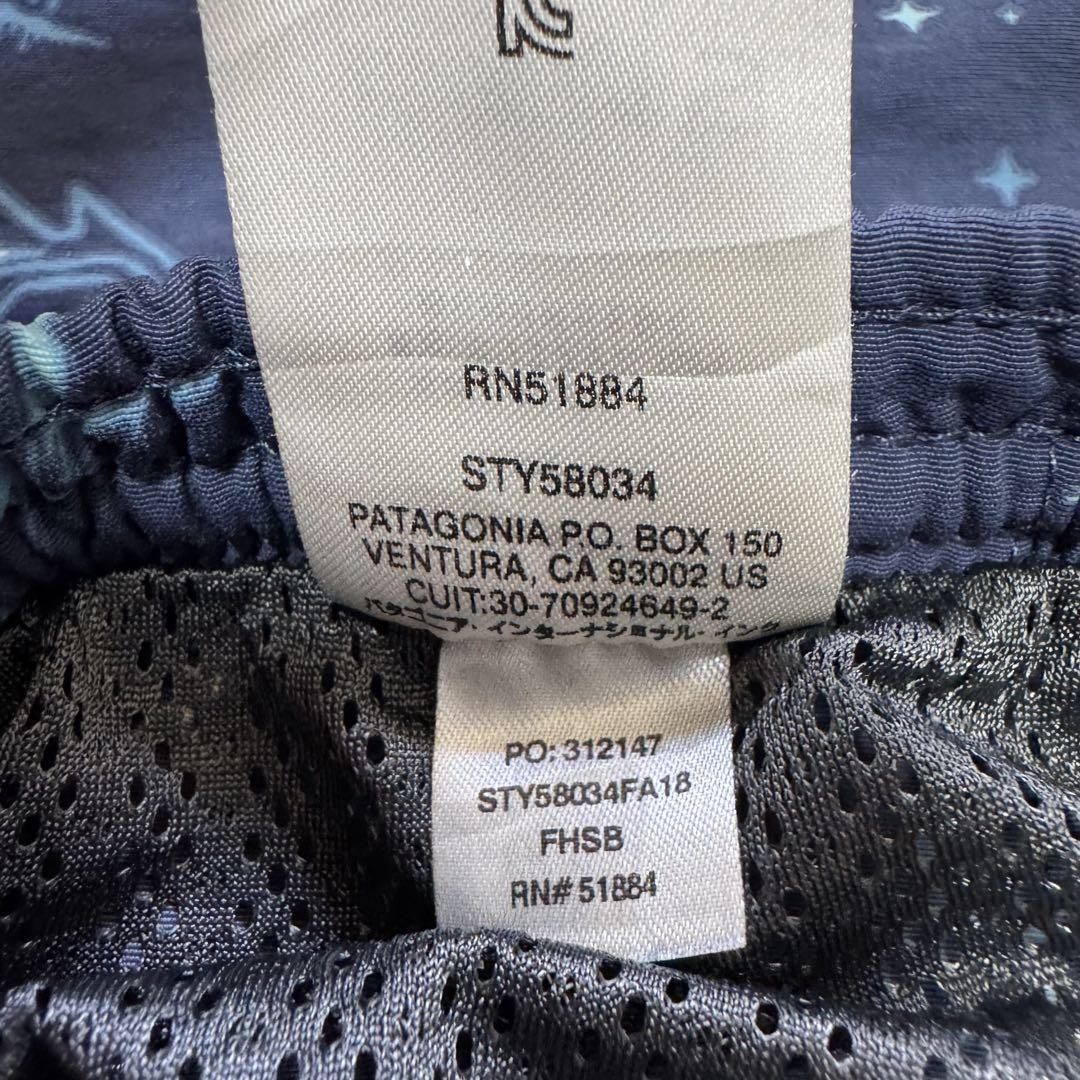 RN51884
STY58034
PATAGONIA P.O. BOX 150
VENTURA, CA 93002 US
CUIT:30-70924649-2
パタゴニア・インターナショナル・インク
PO: 312147
STY58034FA18
FHSB
RN# 51884